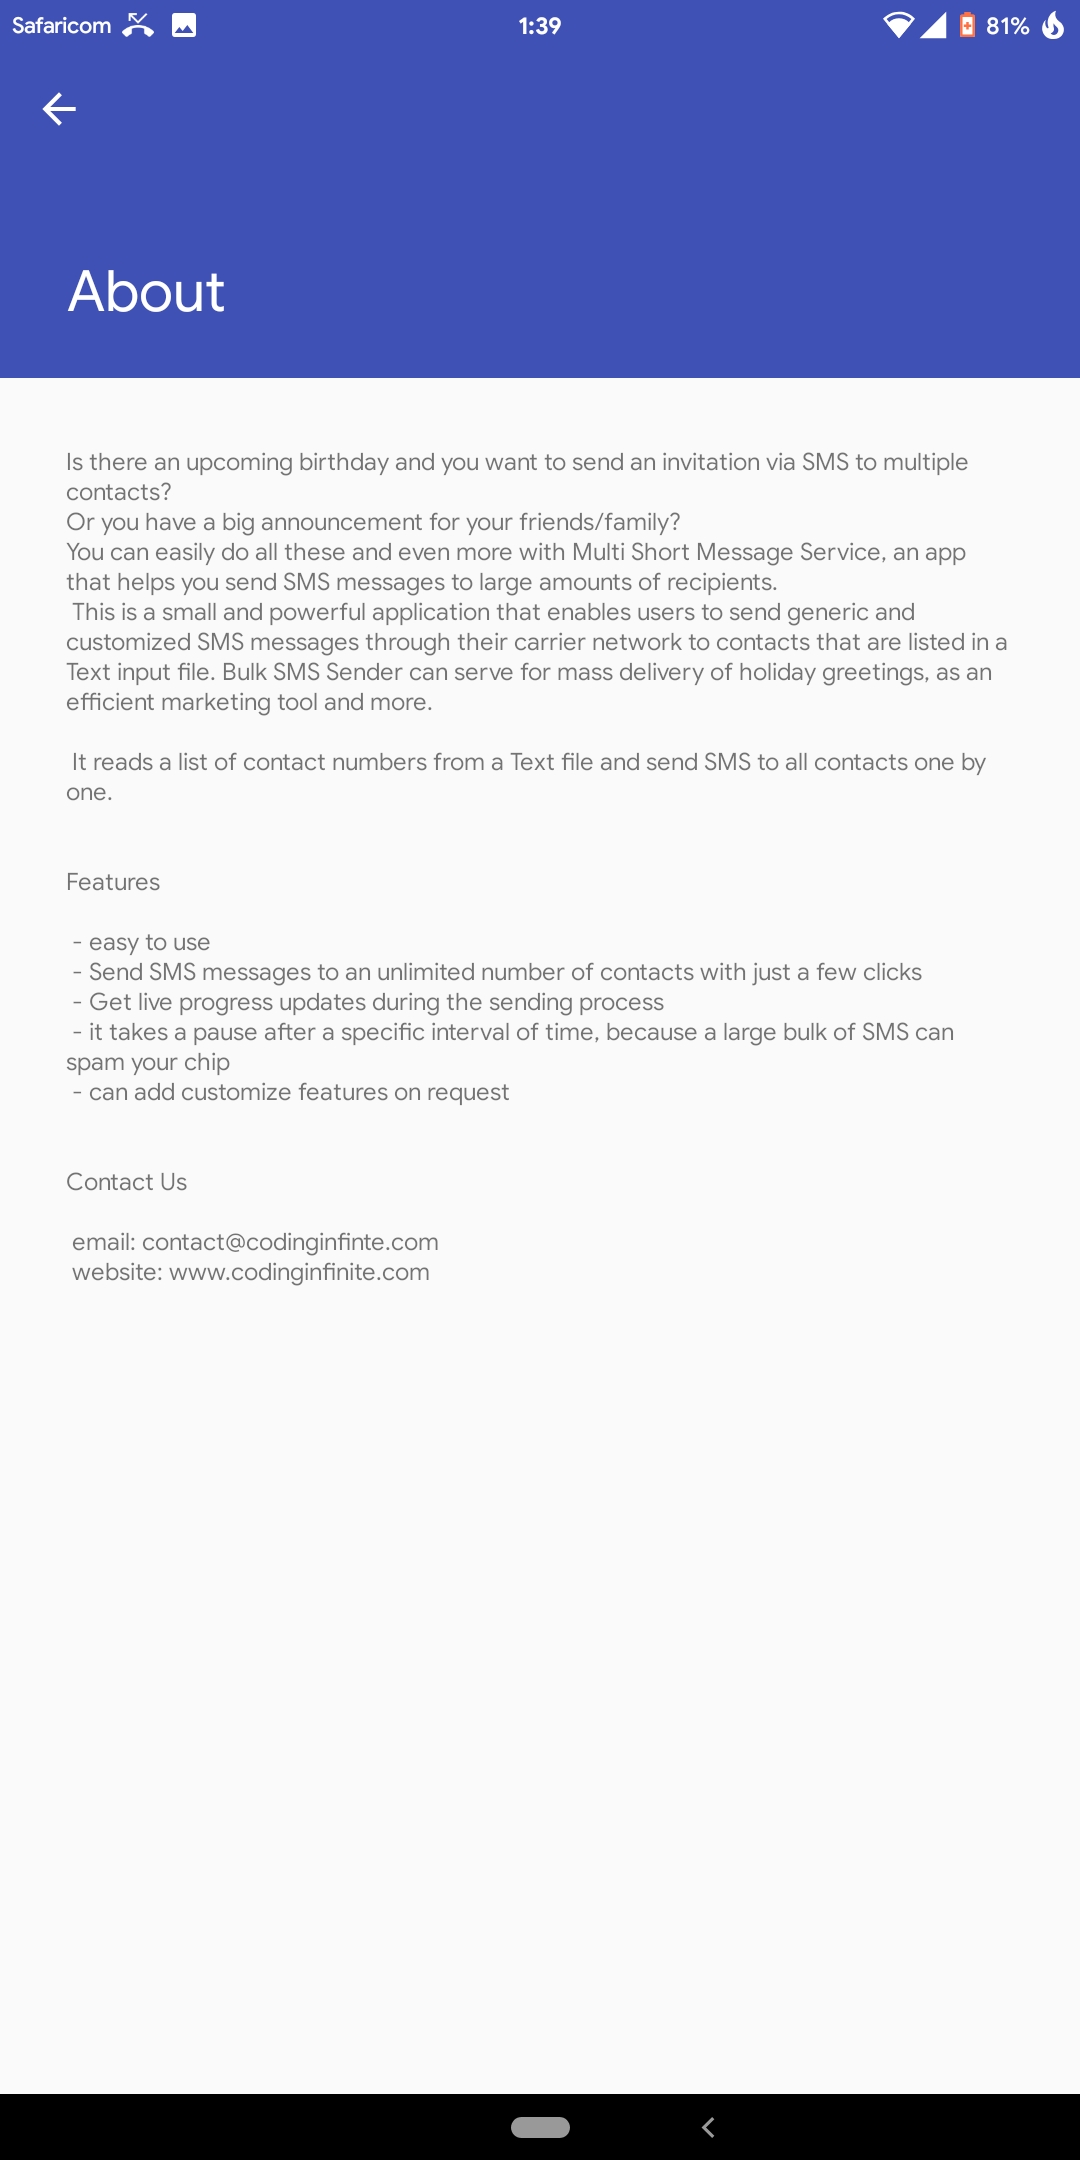 Safaricom 1:39 81%
About
Is there an upcoming birthday and you want to send an invitation via SMS to multiple
contacts?
Or you have a big announcement for your friends/family?
You can easily do all these and even more with Multi Short Message Service, an app
that helps you send SMS messages to large amounts of recipients.
This is a small and powerful application that enables users to send generic and
customized SMS messages through their carrier network to contacts that are listed in a
Text input file. Bulk SMS Sender can serve for mass delivery of holiday greetings, as an
efficient marketing tool and more.
It reads a list of contact numbers from a Text file and send SMS to all contacts one by
one.
Features
- easy to use
- Send SMS messages to an unlimited number of contacts with just a few clicks
- Get live progress updates during the sending process
- it takes a pause after a specific interval of time, because a large bulk of SMS can
spam your chip
- can add customize features on request
Contact Us
email: contact@codinginfinte.com
website: www.codinginfinite.com